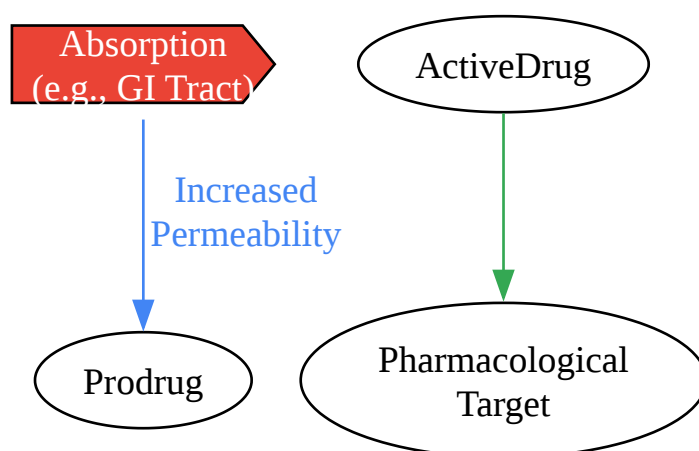 Absorption
(e.g., GI Tract)
ActiveDrug
Increased
Permeability
Prodrug
Pharmacological
Target